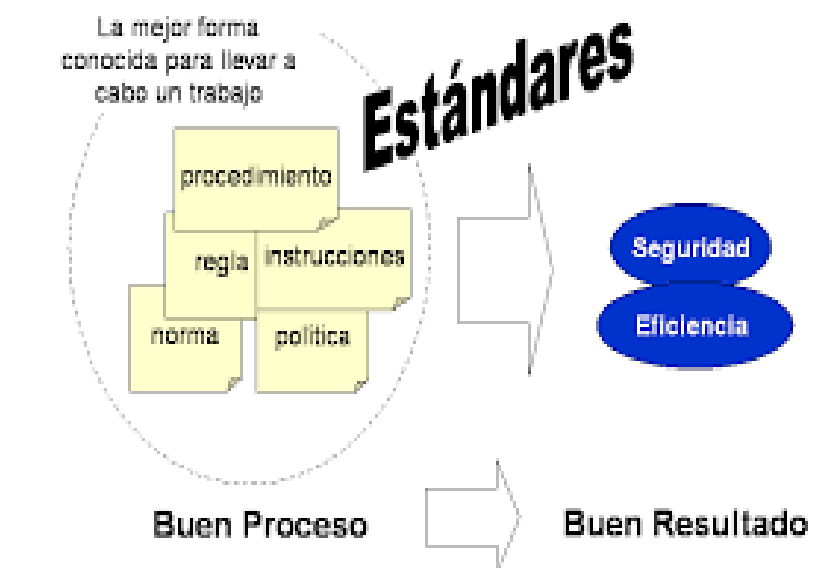 La mejor forma
conocida para llevar a
cabo un trabajo
Estándares
procedimiento
regla
instrucciones
norma
política
Seguridad
Eficiencia
Buen Proceso
Buen Resultado